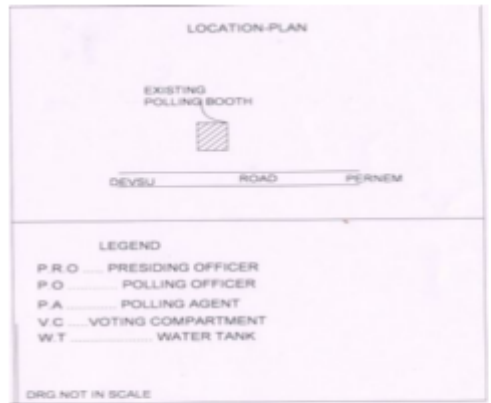 LOCATION-PLAN
EXISTING
POLLING BOOTH
DEVSU ROAD PERNEM
LEGEND
P.R.O ..... PRESIDING OFFICER
P.O ............ POLLING OFFICER
P.A ............ POLLING AGENT
V.C .... VOTING COMPARTMENT
W.T .................... WATER TANK
DRG.NOT IN SCALE